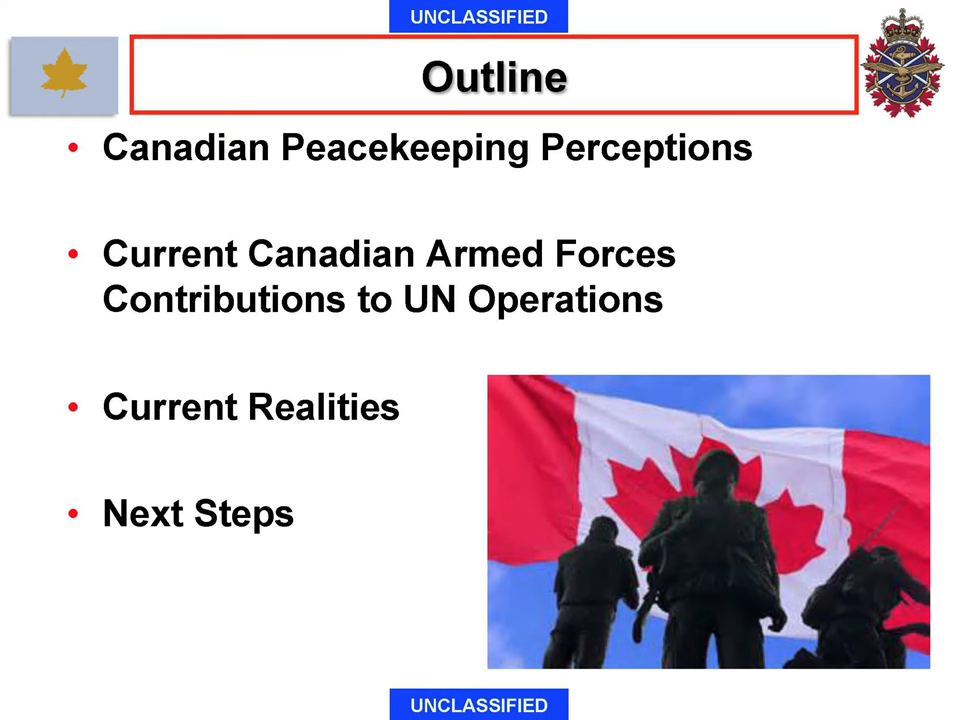 UNCLASSIFIED
Outline
• Canadian Peacekeeping Perceptions
• Current Canadian Armed Forces
Contributions to UN Operations
• Current Realities
• Next Steps
UNCLASSIFIED